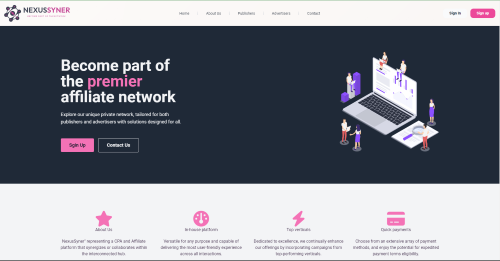 NEXUSSYNER
Home
About Us
Publishers
Advertisers
Contact
Sign in
Sign up
Become part of
the premier
affiliate network
Explore our unique private network, tailored for both
publishers and advertisers with solutions designed for all.
Sgin Up
Contact Us
About Us
NexusSyner" representing a CPA and Affiliate
platform that synergizes or collaborates within
the interconnected hub.
In-house platform
Versatile for any purpose and capable of
delivering the most user-friendly experience
across all interactions.
Top verticals
Dedicated to excellence, we continually enhance
our offerings by incorporating campaigns from
top-performing verticals.
Quick payments
Choose from an extensive array of payment
methods, and enjoy the potential for expedited
payment terms eligibility.